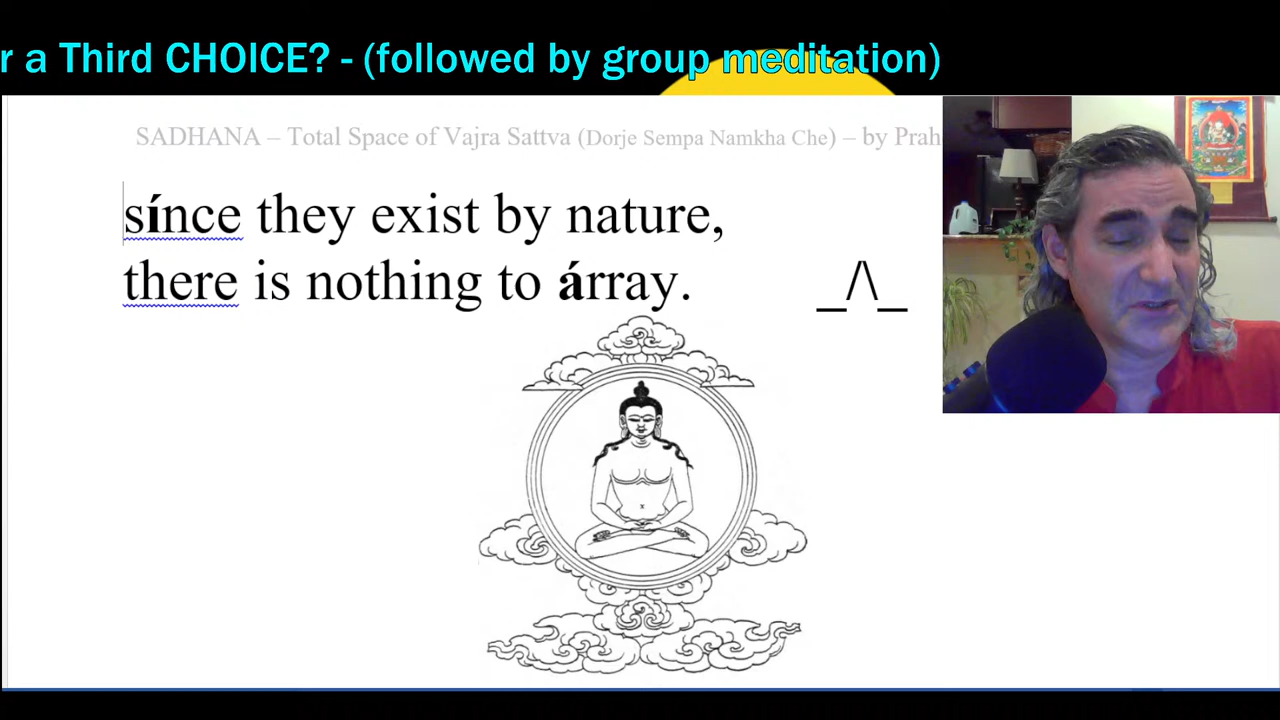 r a Third CHOICE? - (followed by group meditation)
SADHANA – Total Space of Vajra Sattva (Dorje Sempa Namkha Che) – by Prah
sínce they exist by nature,
there is nothing to árray. _/\_